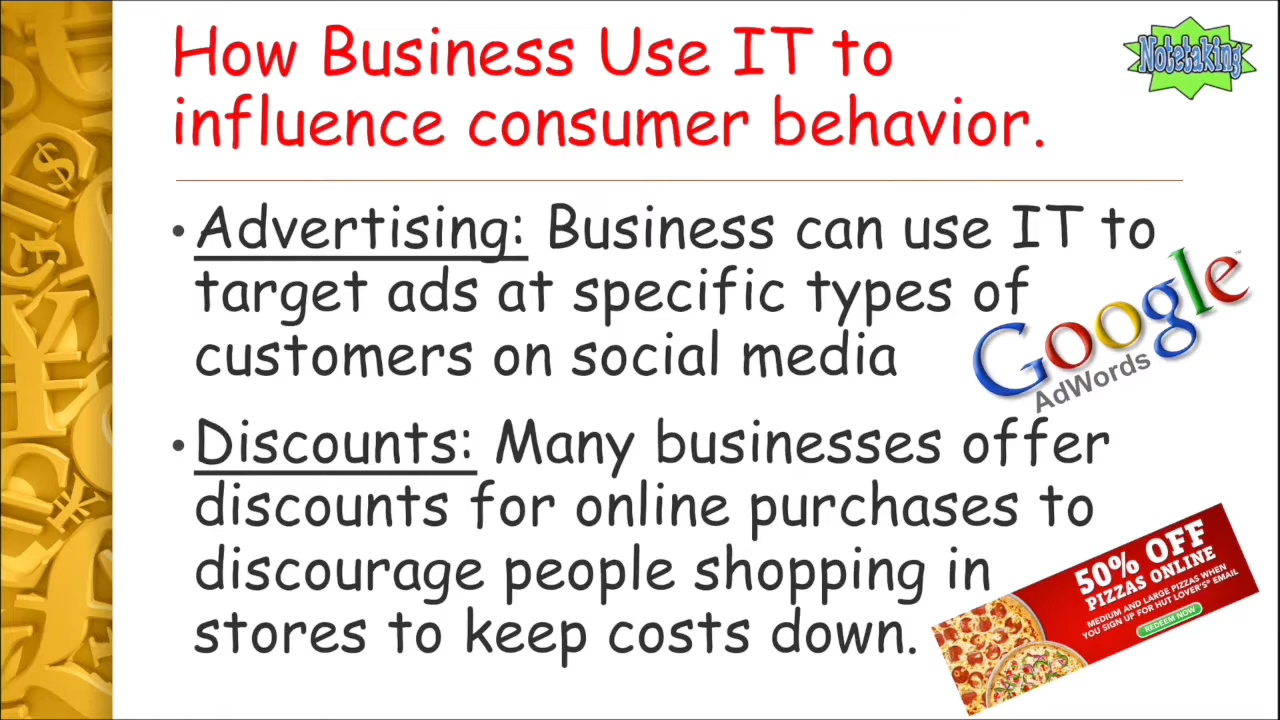 How Business Use IT to
influence consumer behavior.
Notetaking
• Advertising: Business can use IT to
target ads at specific types of
customers on social media
Google™
AdWords
• Discounts: Many businesses offer
discounts for online purchases to
discourage people shopping in
stores to keep costs down.
50% OFF
PIZZAS ONLINE
MEDIUM AND LARGE PIZZAS WHEN
YOU SIGN UP FOR HUT LOVER'S® EMAIL
REDEEM NOW